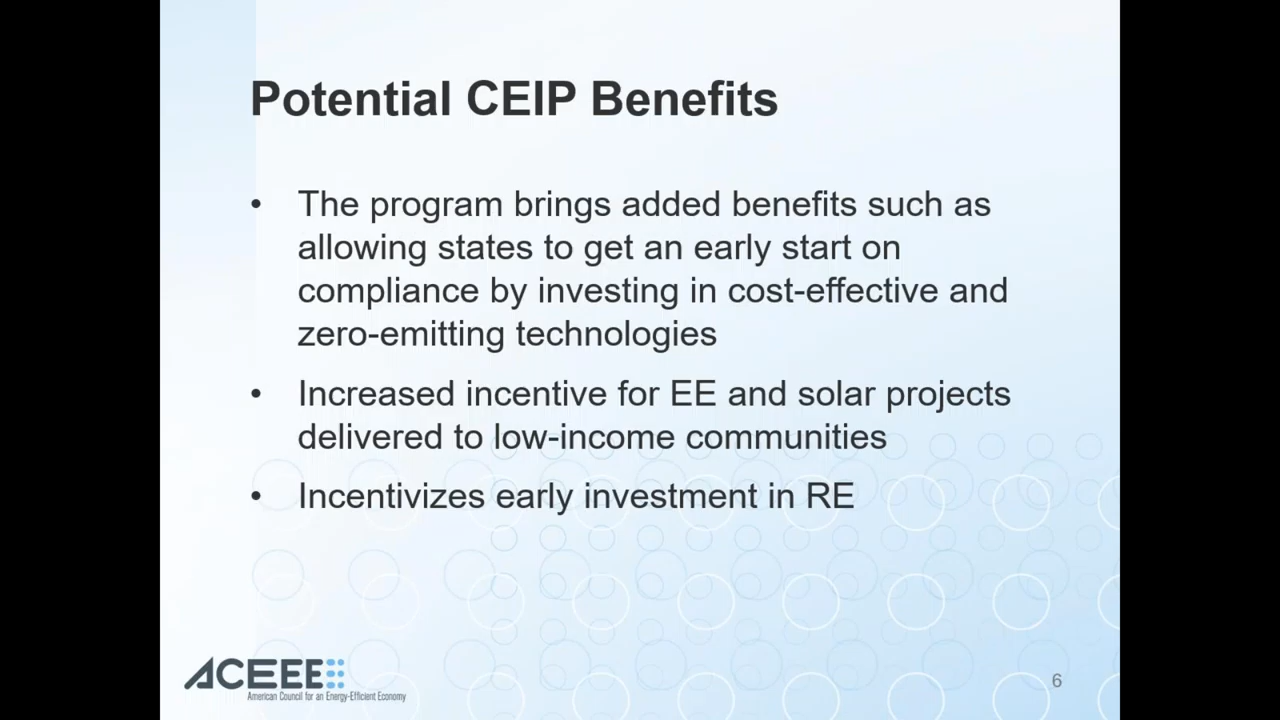 Potential CEIP Benefits
• The program brings added benefits such as
allowing states to get an early start on
compliance by investing in cost-effective and
zero-emitting technologies
• Increased incentive for EE and solar projects
delivered to low-income communities
• Incentivizes early investment in RE
ACEEE
American Council for an Energy-Efficient Economy
6